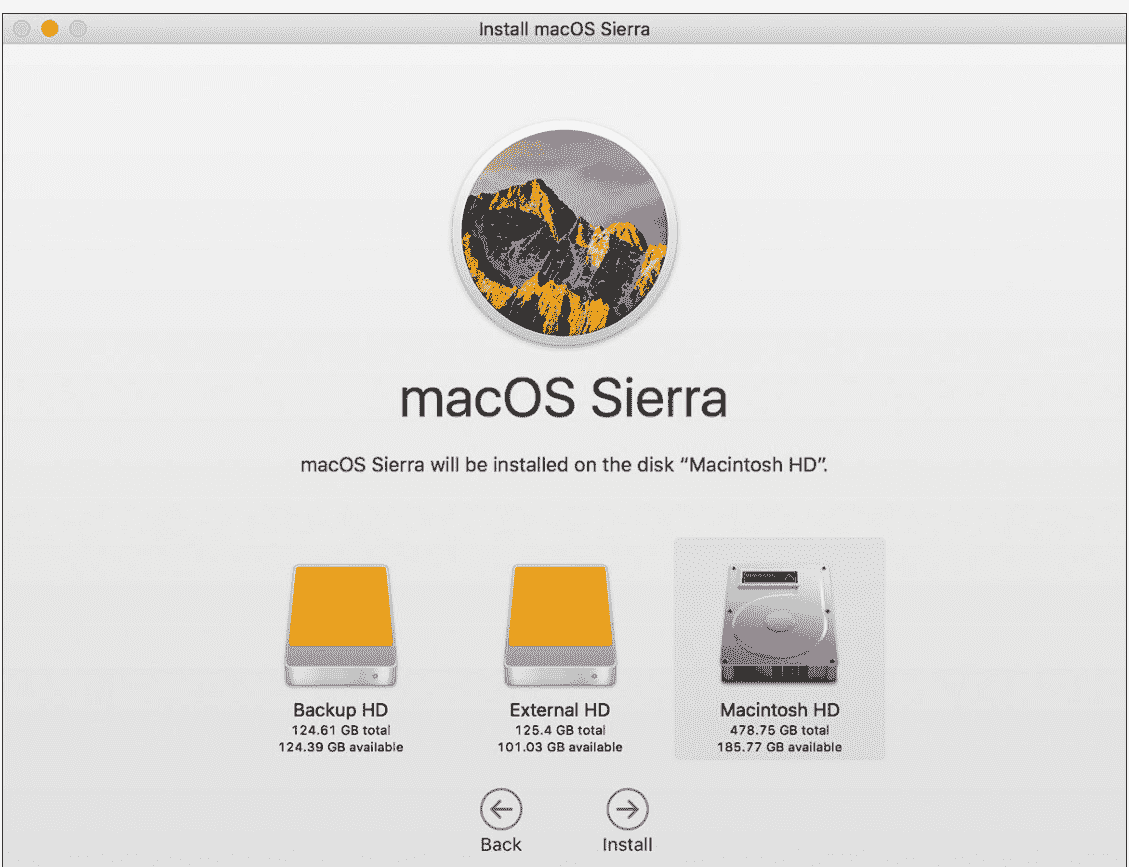 Install macOS Sierra
macOS Sierra
macOS Sierra will be installed on the disk “Macintosh HD”.
Backup HD
124.61 GB total
124.39 GB available
External HD
125.4 GB total
101.03 GB available
Macintosh HD
478.75 GB total
185.77 GB available
Back
Install